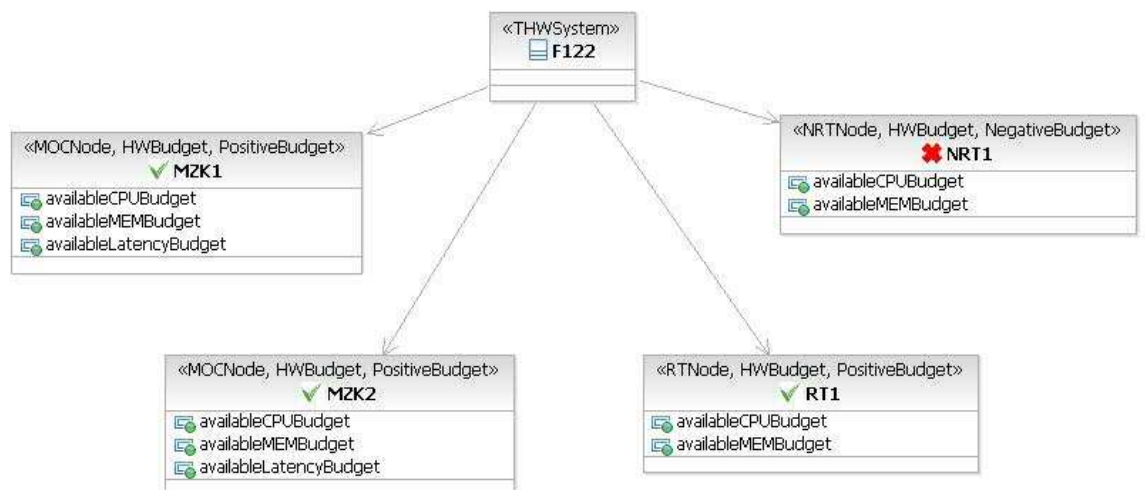 «THWSystem»
F122
«MOCNode, HWBudget, PositiveBudget»
MZK1
availableCPUBudget
availableMEMBudget
availableLatencyBudget
«NRTNode, HWBudget, NegativeBudget»
NRT1
availableCPUBudget
availableMEMBudget
«MOCNode, HWBudget, PositiveBudget»
MZK2
availableCPUBudget
availableMEMBudget
availableLatencyBudget
«RTNode, HWBudget, PositiveBudget»
RT1
availableCPUBudget
availableMEMBudget